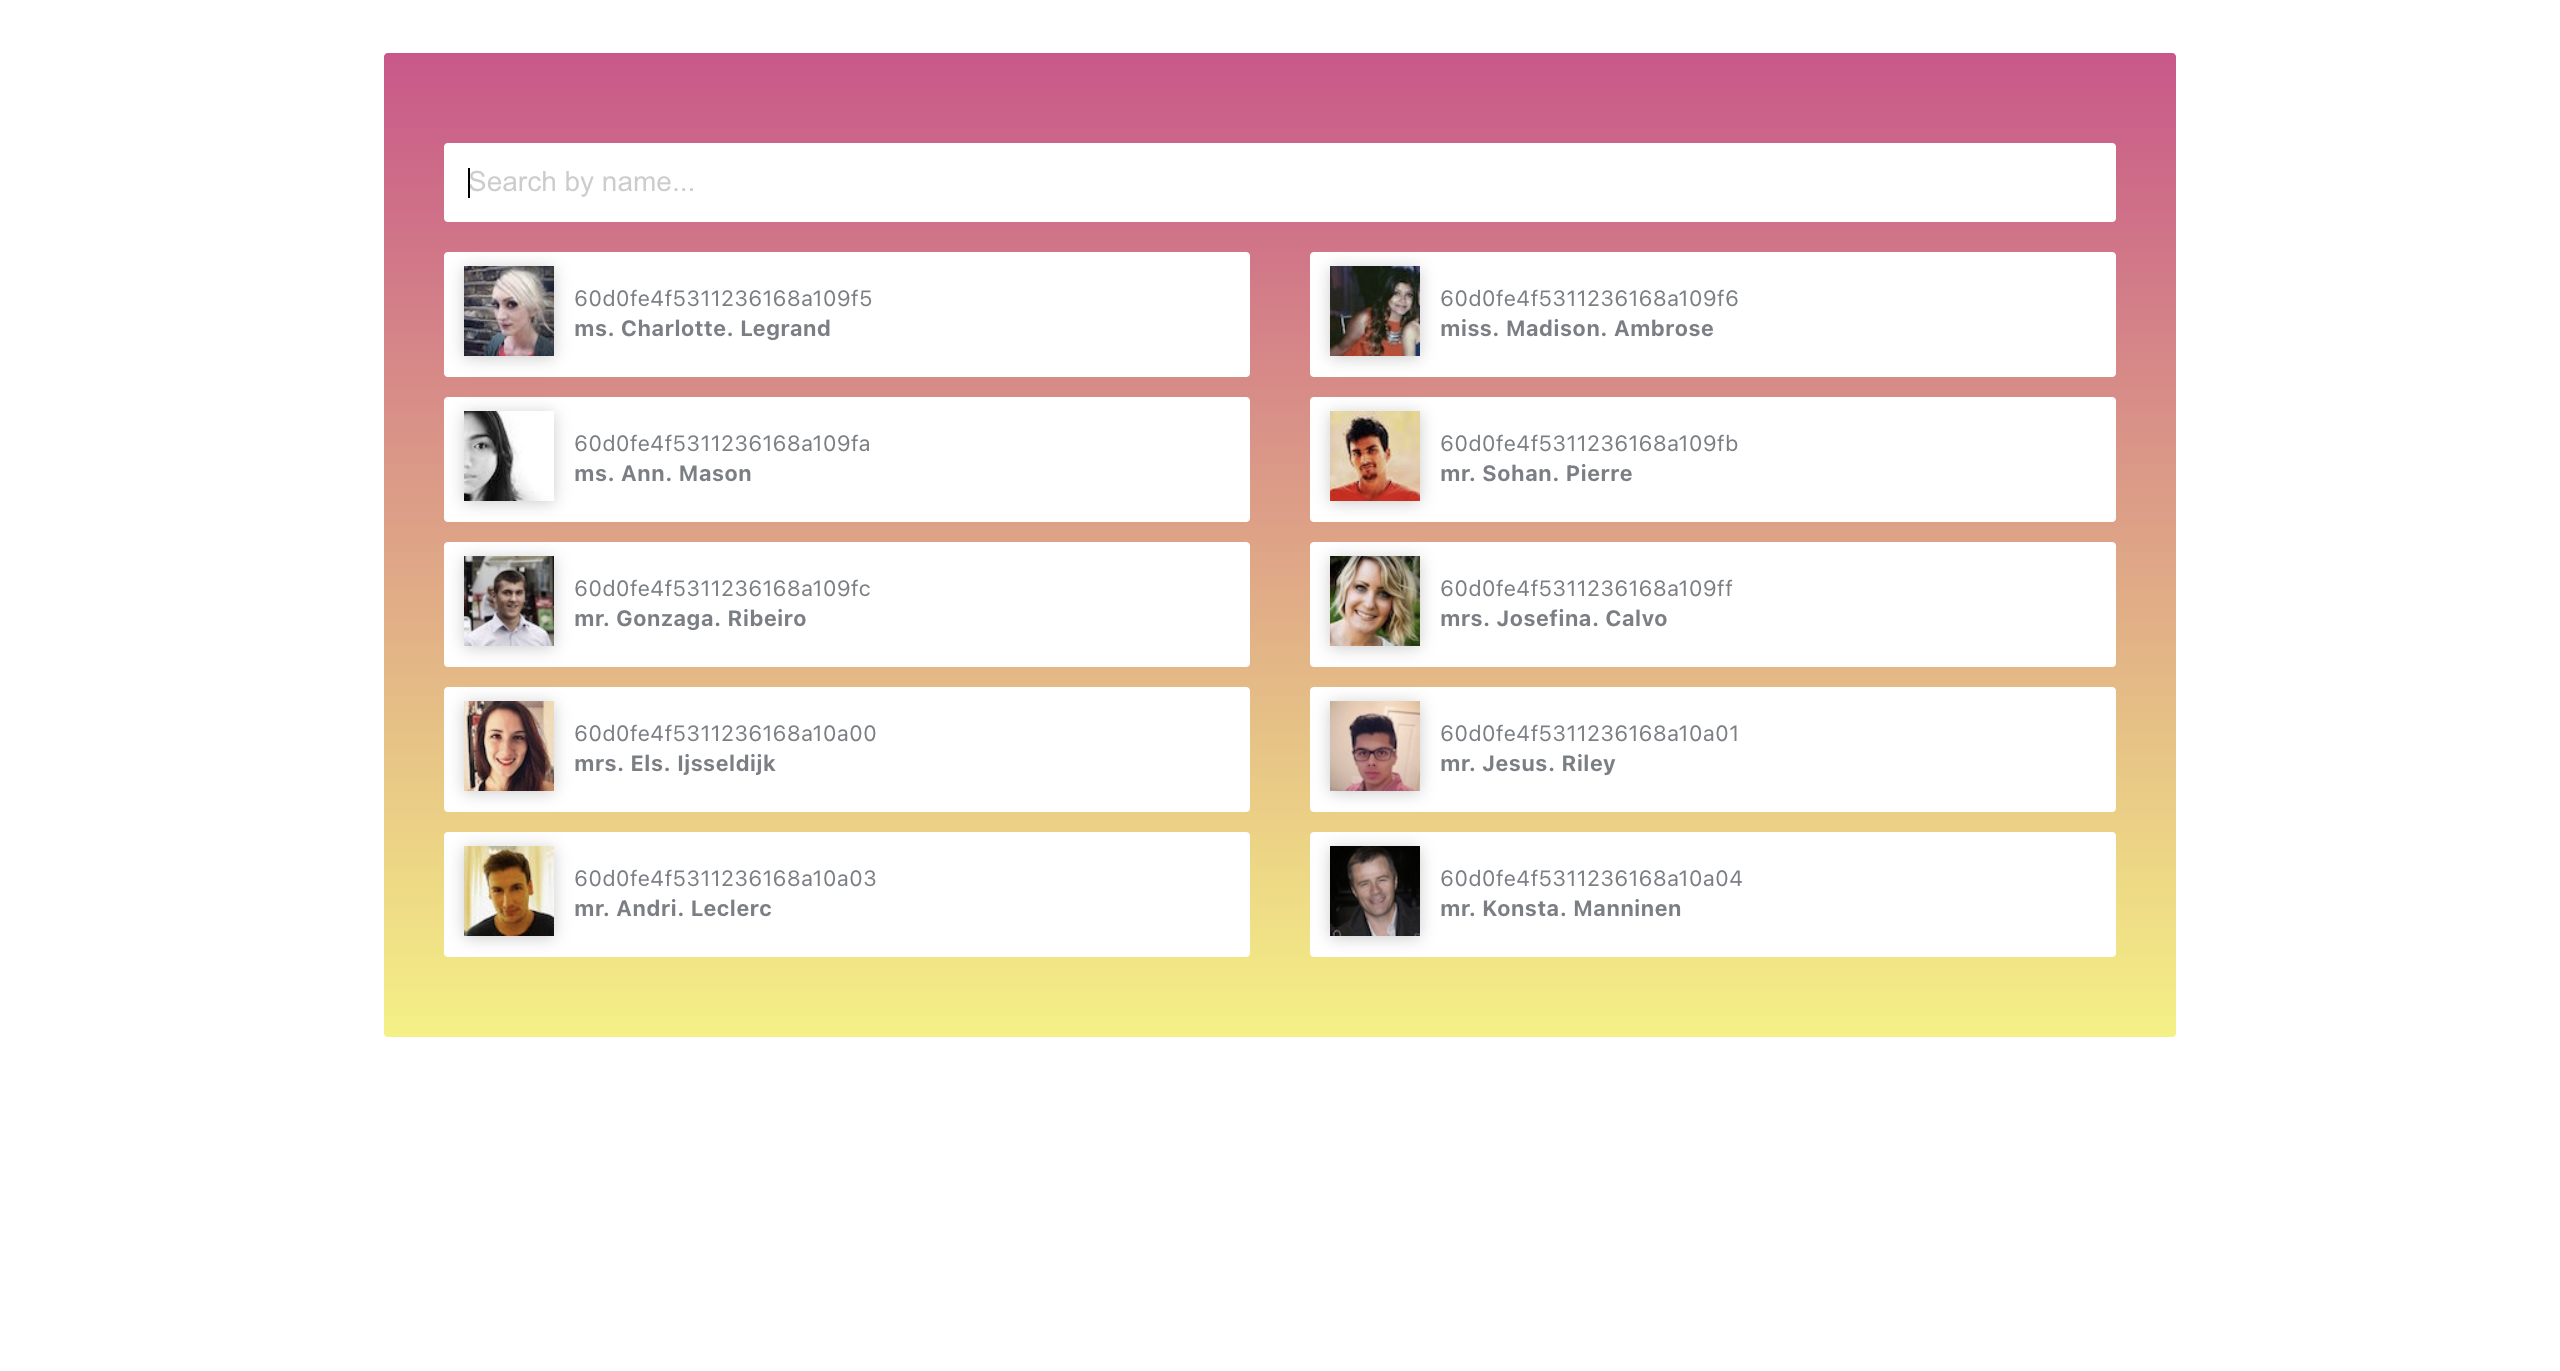 Search by name...
60d0fe4f5311236168a109f5
ms. Charlotte. Legrand
60d0fe4f5311236168a109f6
miss. Madison. Ambrose
60d0fe4f5311236168a109fa
ms. Ann. Mason
60d0fe4f5311236168a109fb
mr. Sohan. Pierre
60d0fe4f5311236168a109fc
mr. Gonzaga. Ribeiro
60d0fe4f5311236168a109ff
mrs. Josefina. Calvo
60d0fe4f5311236168a10a00
mrs. Els. Ijsseldijk
60d0fe4f5311236168a10a01
mr. Jesus. Riley
60d0fe4f5311236168a10a03
mr. Andri. Leclerc
60d0fe4f5311236168a10a04
mr. Konsta. Manninen